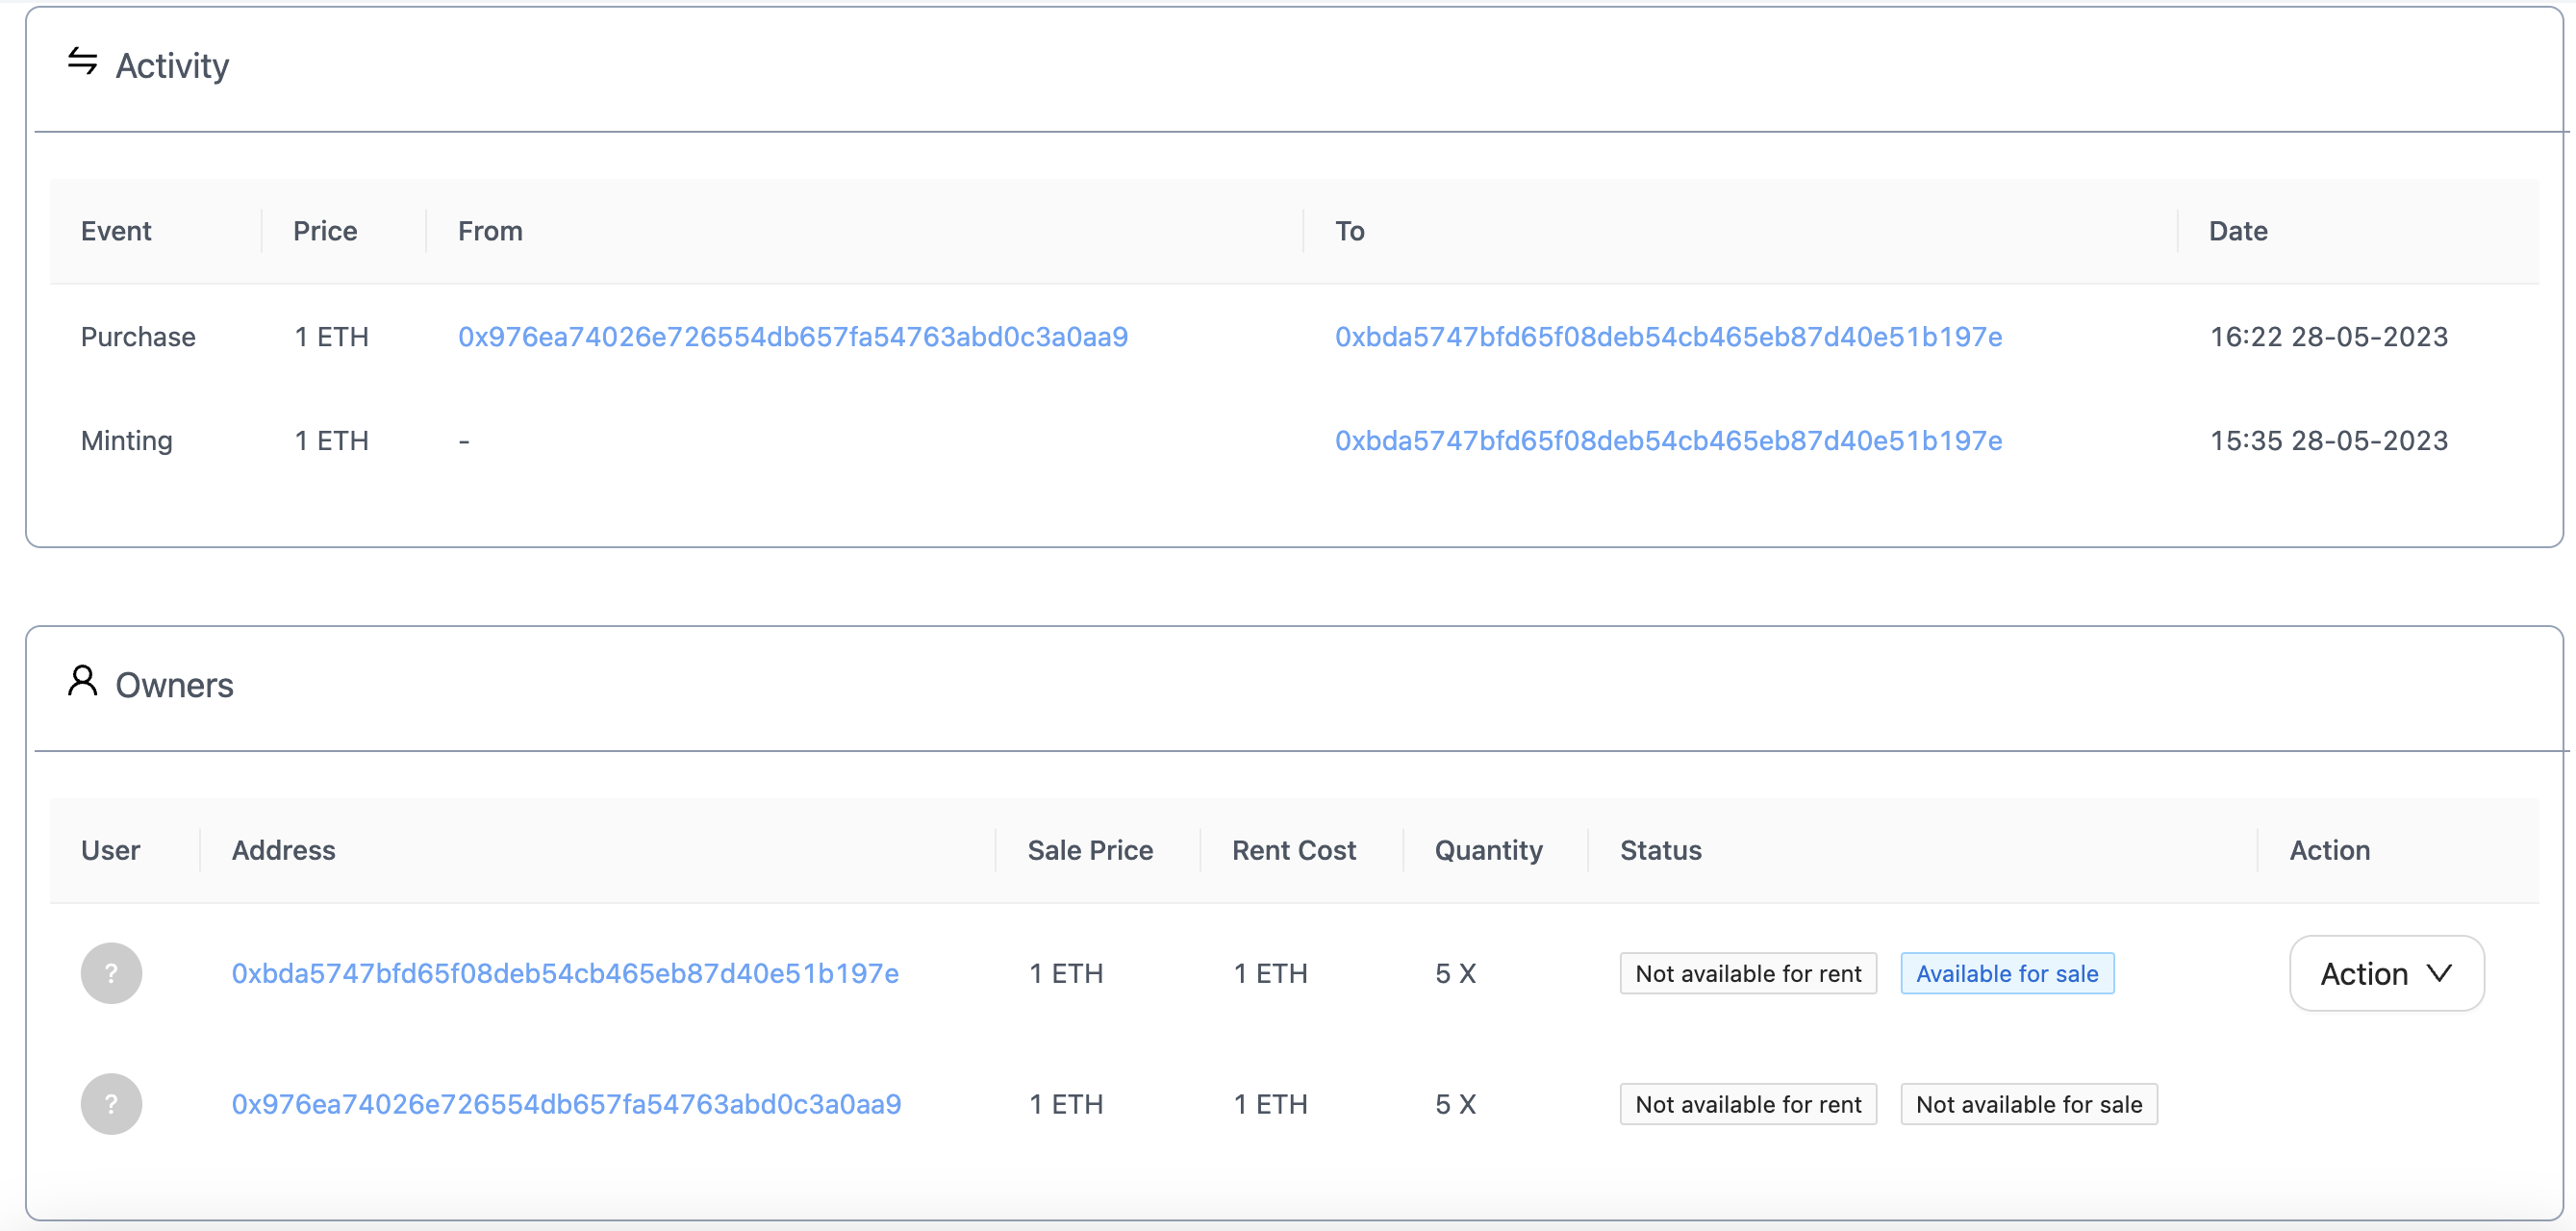 Activity
Event Price From To Date
Purchase 1 ETH 0x976ea74026e726554db657fa54763abd0c3a0aa9 0xbda5747bfd65f08deb54cb465eb87d40e51b197e 16:22 28-05-2023
Minting 1 ETH - 0xbda5747bfd65f08deb54cb465eb87d40e51b197e 15:35 28-05-2023
Owners
User Address Sale Price Rent Cost Quantity Status Action
? 0xbda5747bfd65f08deb54cb465eb87d40e51b197e 1 ETH 1 ETH 5 X Not available for rent Available for sale Action
? 0x976ea74026e726554db657fa54763abd0c3a0aa9 1 ETH 1 ETH 5 X Not available for rent Not available for sale